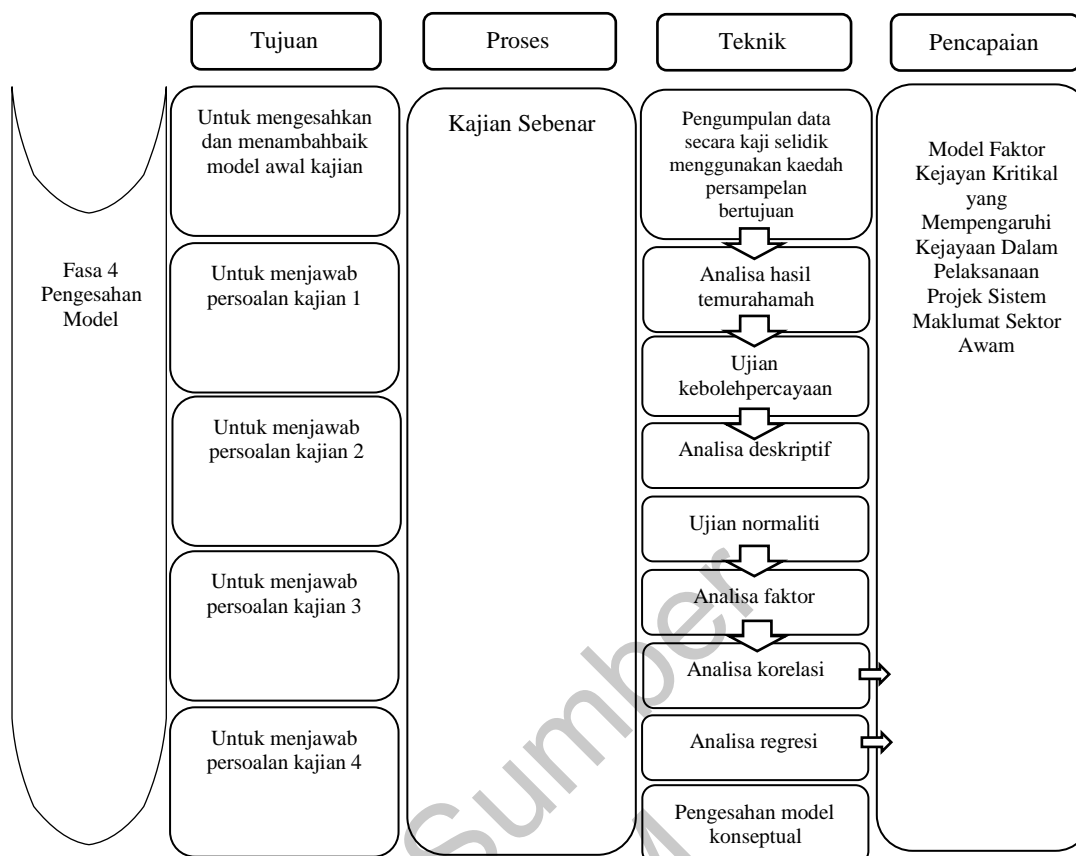 Tujuan
Proses
Teknik
Pencapaian
Fasa 4
Pengesahan
Model
Untuk mengesahkan
dan menambahbaik
model awal kajian
Untuk menjawab
persoalan kajian 1
Untuk menjawab
persoalan kajian 2
Untuk menjawab
persoalan kajian 3
Untuk menjawab
persoalan kajian 4
Kajian Sebenar
Pengumpulan data
secara kaji selidik
menggunakan kaedah
persampelan
bertujuan
Analisa hasil
temurahamah
Ujian
kebolehpercayaan
Analisa deskriptif
Ujian normaliti
Analisa faktor
Analisa korelasi
Analisa regresi
Pengesahan model
konseptual
Model Faktor
Kejayan Kritikal
yang
Mempengaruhi
Kejayaan Dalam
Pelaksanaan
Projek Sistem
Maklumat Sektor
Awam
Sumber